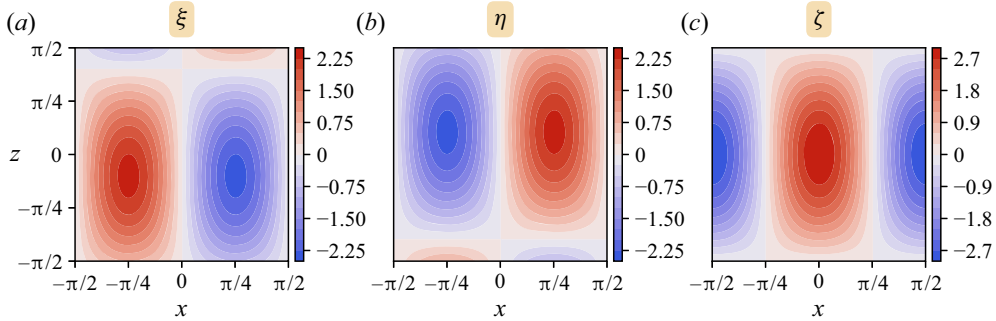 (a) ξ (b) η (c) ζ
π/2 2.25 2.25 2.7
π/4 1.50 1.50 1.8
0.75 0.75 0.9
z 0 0 0 0
−0.75 −0.75 −0.9
−π/4 −1.50 −1.50 −1.8
−π/2 −2.25 −2.25 −2.7
−π/2 −π/4 0 π/4 π/2 −π/2 −π/4 0 π/4 π/2 −π/2 −π/4 0 π/4 π/2
x x x